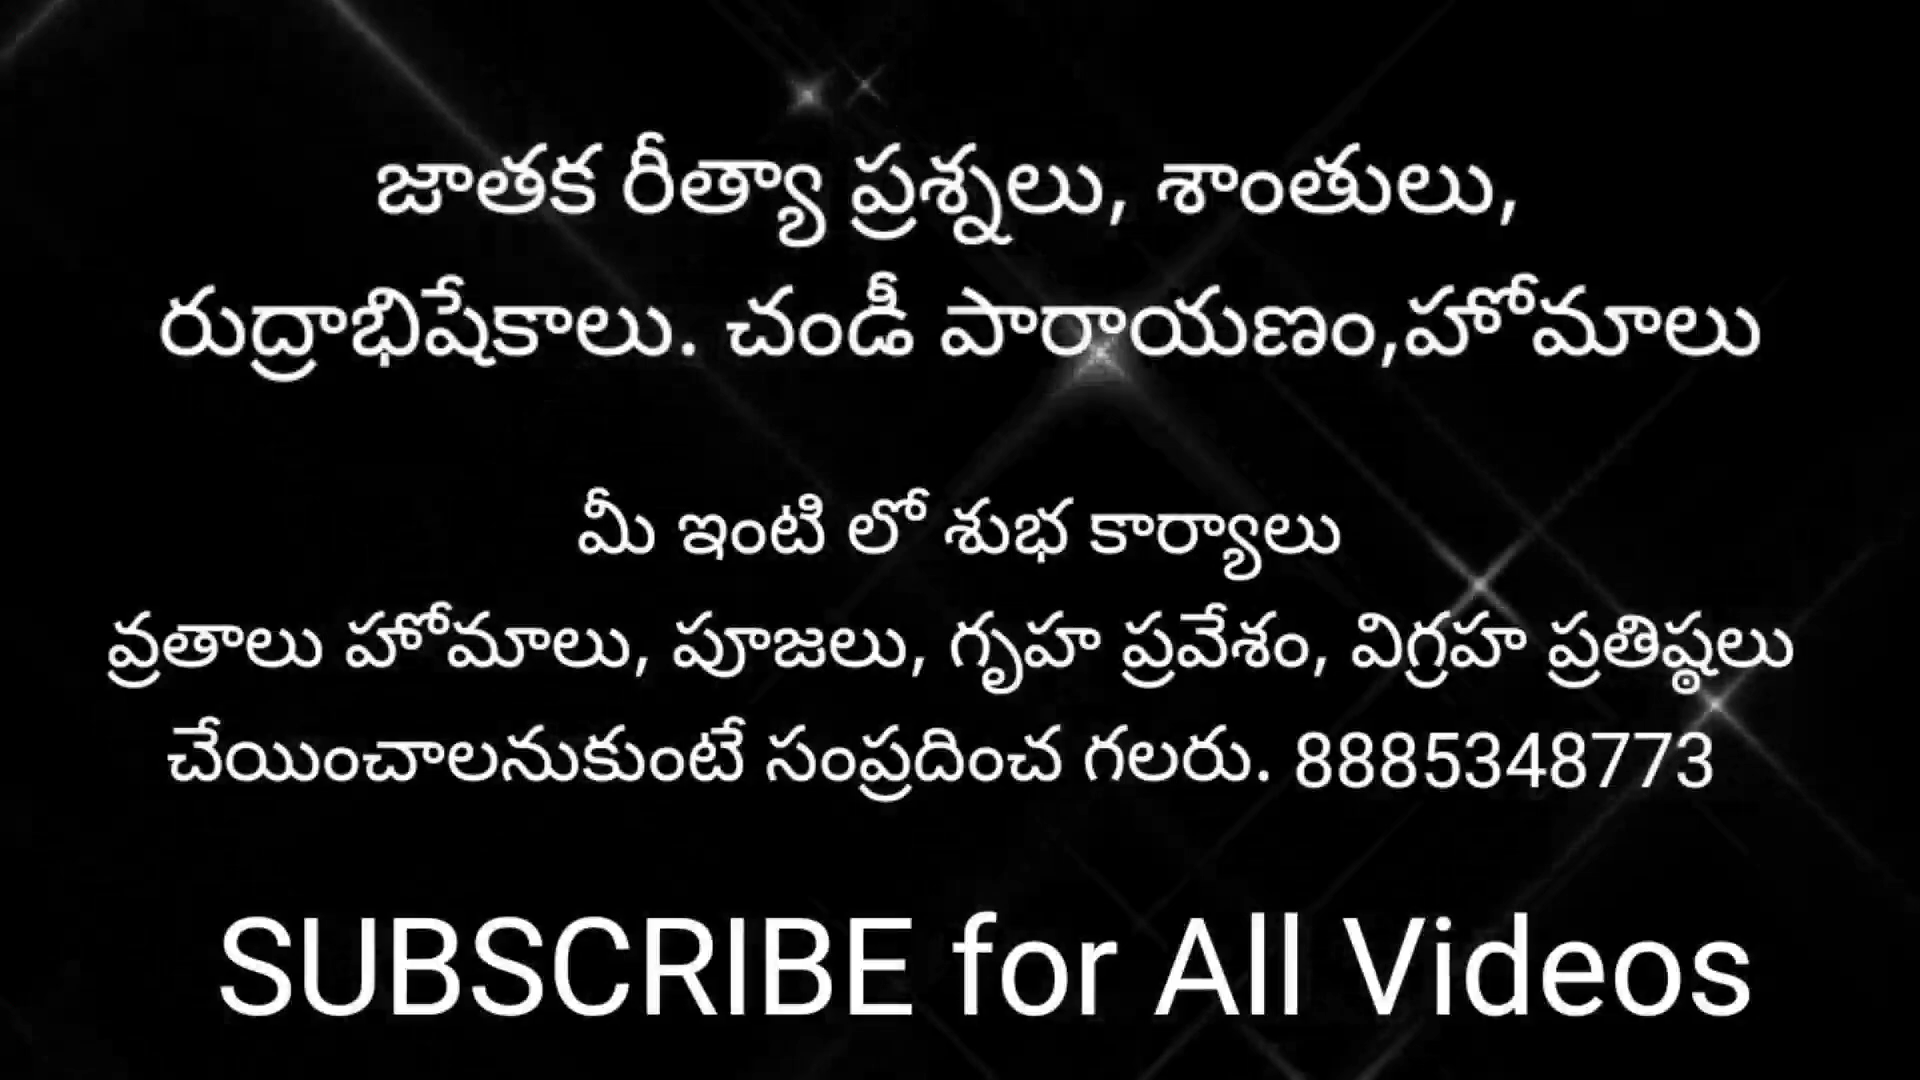 జాతక రీత్యా ప్రశ్నలు, శాంతులు,
రుద్రాభిషేకాలు. చండీ పారాయణం,హోమాలు
మీ ఇంటి లో శుభ కార్యాలు
వ్రతాలు హోమాలు, పూజలు, గృహ ప్రవేశం, విగ్రహ ప్రతిష్ఠలు
చేయించాలనుకుంటే సంప్రదించ గలరు. 8885348773
SUBSCRIBE for All Videos